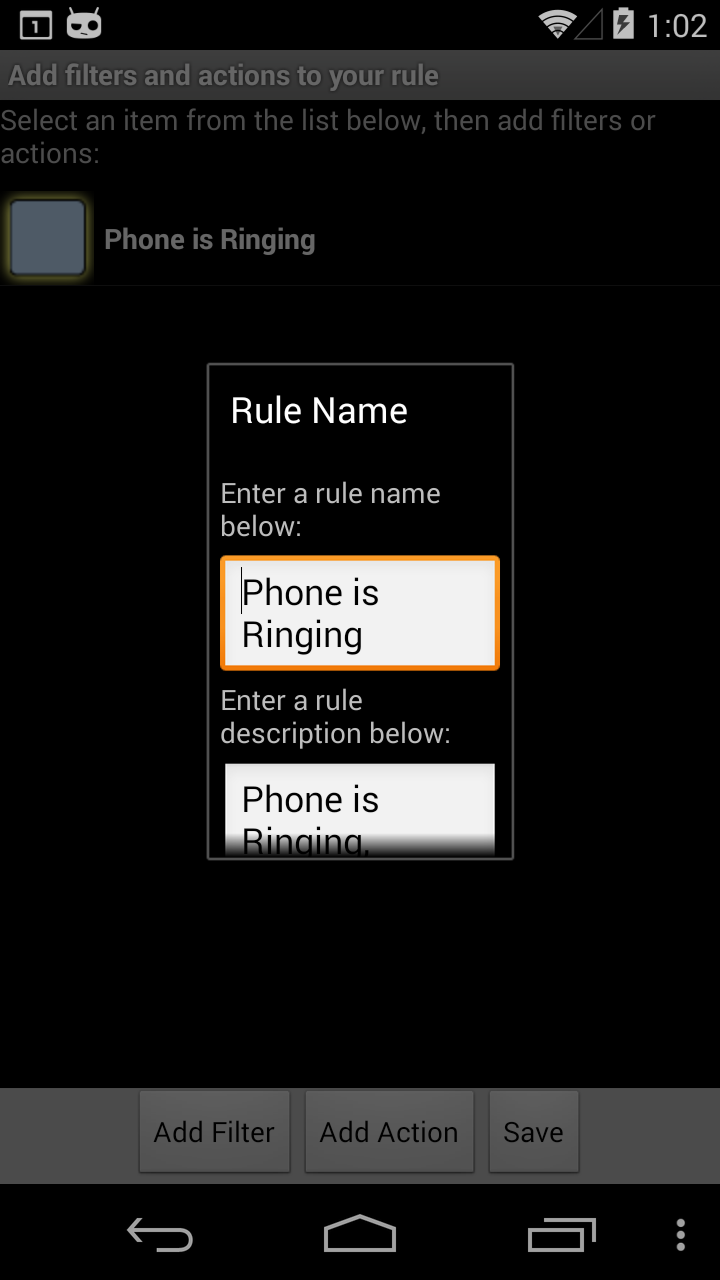 1
1:02
Add filters and actions to your rule
Select an item from the list below, then add filters or
actions:
Phone is Ringing
Rule Name
Enter a rule name
below:
Phone is
Ringing
Enter a rule
description below:
Phone is
Ringing,
Add Filter
Add Action
Save